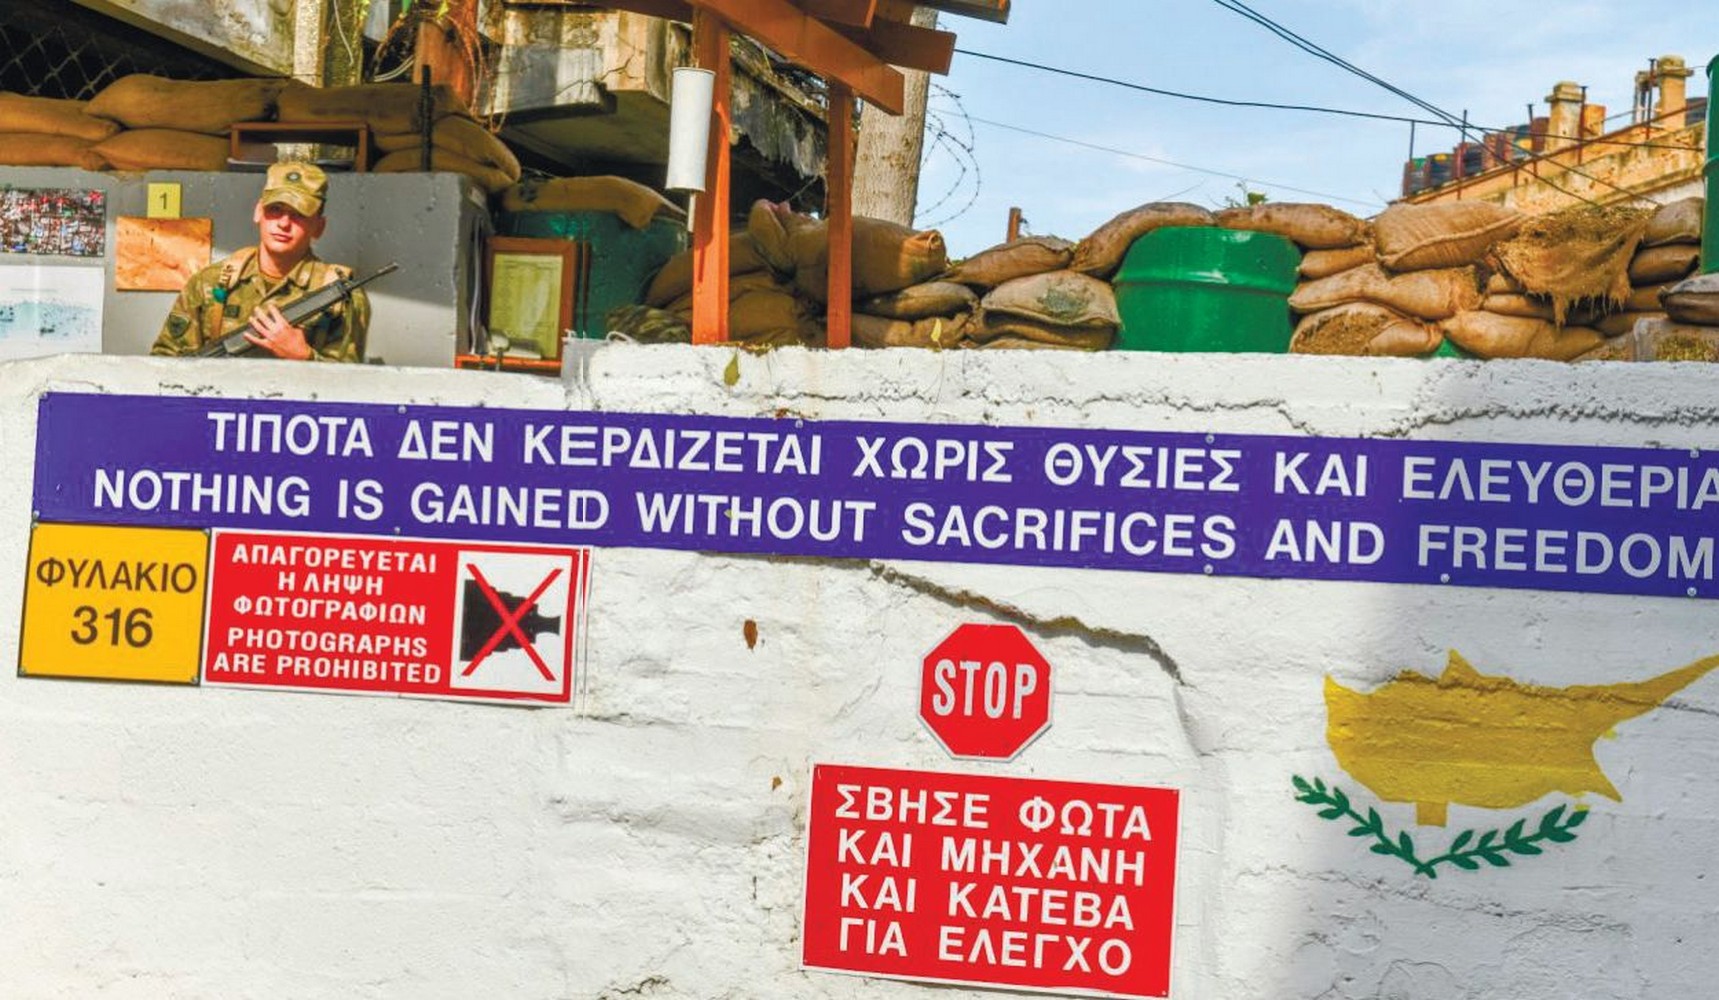 1
ΤΙΠΟΤΑ ΔΕΝ ΚΕΡΔΙΖΕΤΑΙ ΧΩΡΙΣ ΘΥΣΙΕΣ ΚΑΙ ΕΛΕΥΘΕΡΙΑ
NOTHING IS GAINED WITHOUT SACRIFICES AND FREEDOM
ΦΥΛΑΚΙΟ
316
ΑΠΑΓΟΡΕΥΕΤΑΙ
Η ΛΗΨΗ
ΦΩΤΟΓΡΑΦΙΩΝ
PHOTOGRAPHS
ARE PROHIBITED
STOP
ΣΒΗΣΕ ΦΩΤΑ
ΚΑΙ ΜΗΧΑΝΗ
ΚΑΙ ΚΑΤΕΒΑ
ΓΙΑ ΕΛΕΓΧΟ